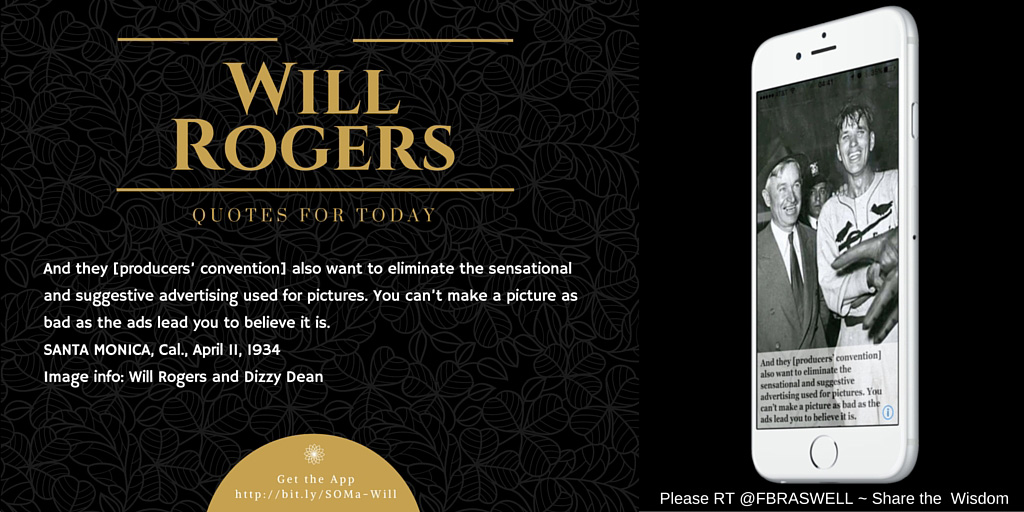 WILL
ROGERS
QUOTES FOR TODAY
And they [producers' convention] also want to eliminate the sensational
and suggestive advertising used for pictures. You can't make a picture as
bad as the ads lead you to believe it is.
SANTA MONICA, Cal., April 11, 1934
Image info: Will Rogers and Dizzy Dean
Get the App
http://bit.ly/SOMa-Will
And they [producers' convention]
also want to eliminate the
sensational and suggestive
advertising used for pictures. You
can't make a picture as bad as the
ads lead you to believe it is.
Please RT @FBRASWELL ~ Share the Wisdom